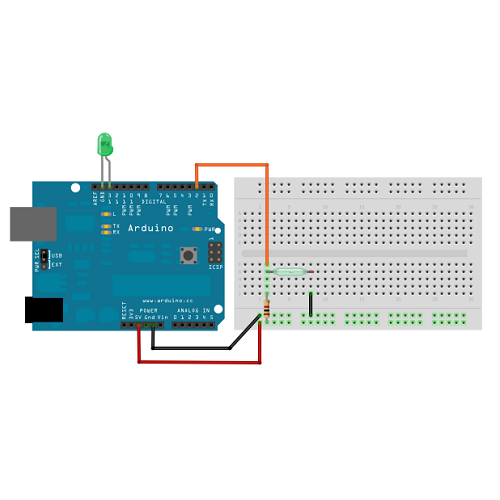 AREF
GND
13
12
11
10
9
8
7
6
5
4
3
2
1
0
DIGITAL
PWM
PWM
PWM
PWM
PWM
PWM
TX
RX
L
TX
RX
Arduino
PWR
USB
EXT
PWR SEL
1
ICSP
www.arduino.cc
RESET
3V3
5V Gnd Vin
POWER
ANALOG IN
0 1 2 3 4 5